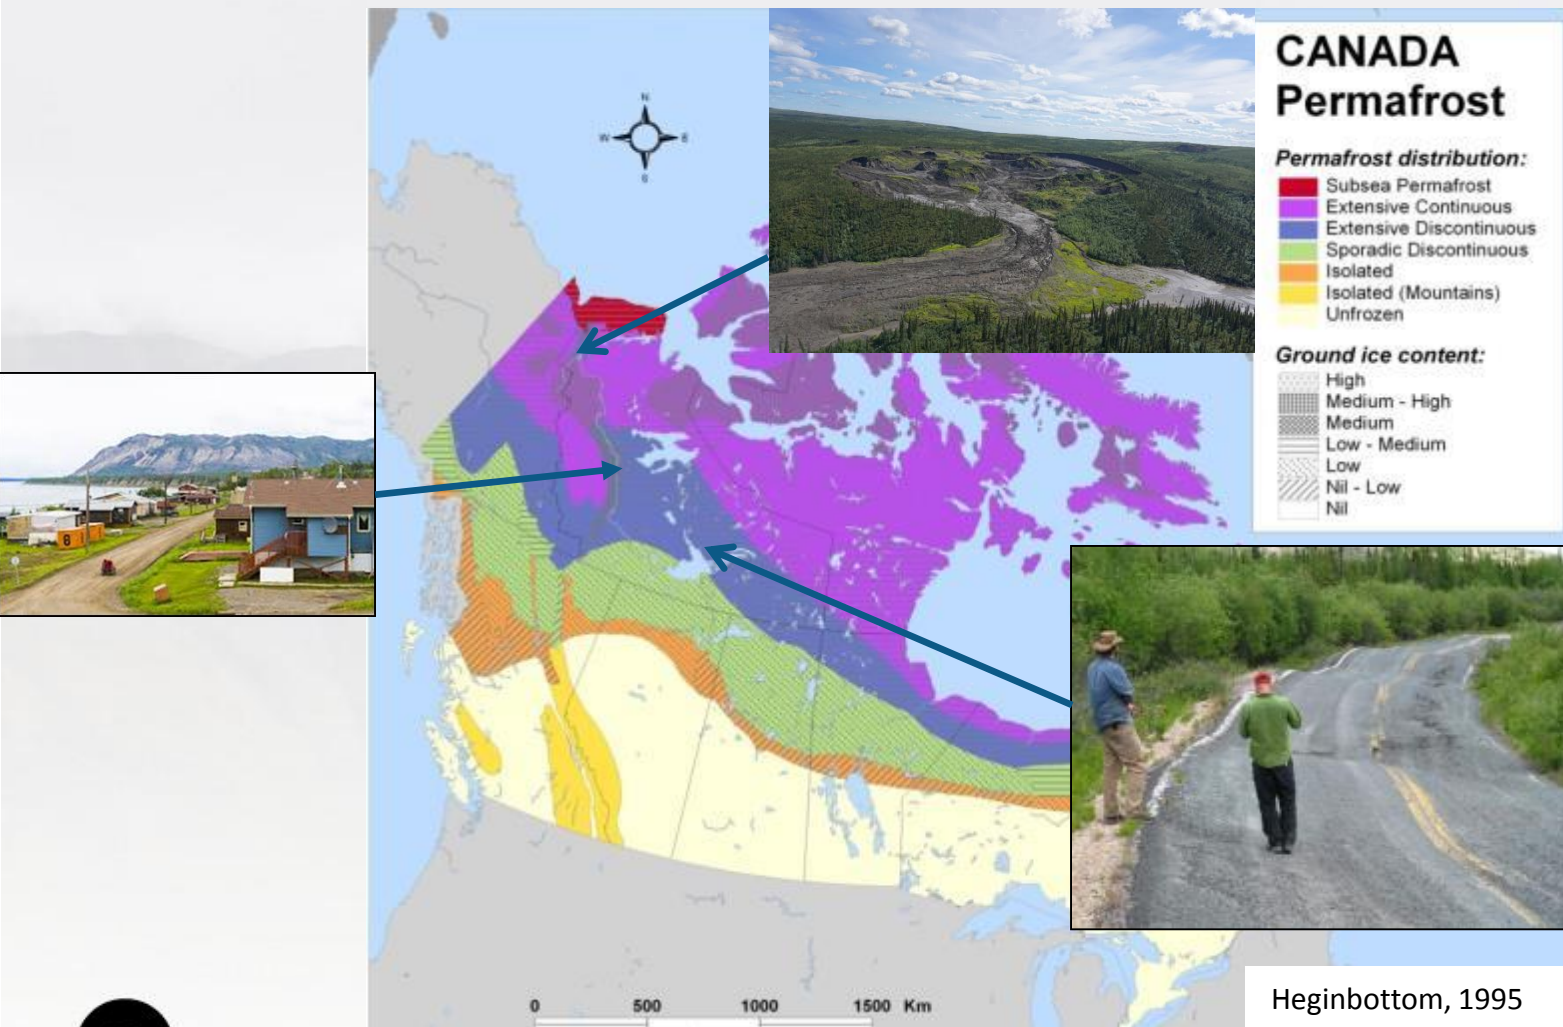 CANADA
Permafrost
Permafrost distribution:
Subsea Permafrost
Extensive Continuous
Extensive Discontinuous
Sporadic Discontinuous
Isolated
Isolated (Mountains)
Unfrozen
Ground ice content:
High
Medium - High
Medium
Low - Medium
Low
Nil - Low
Nil
N
W
E
S
0 500 1000 1500 Km
Heginbottom, 1995